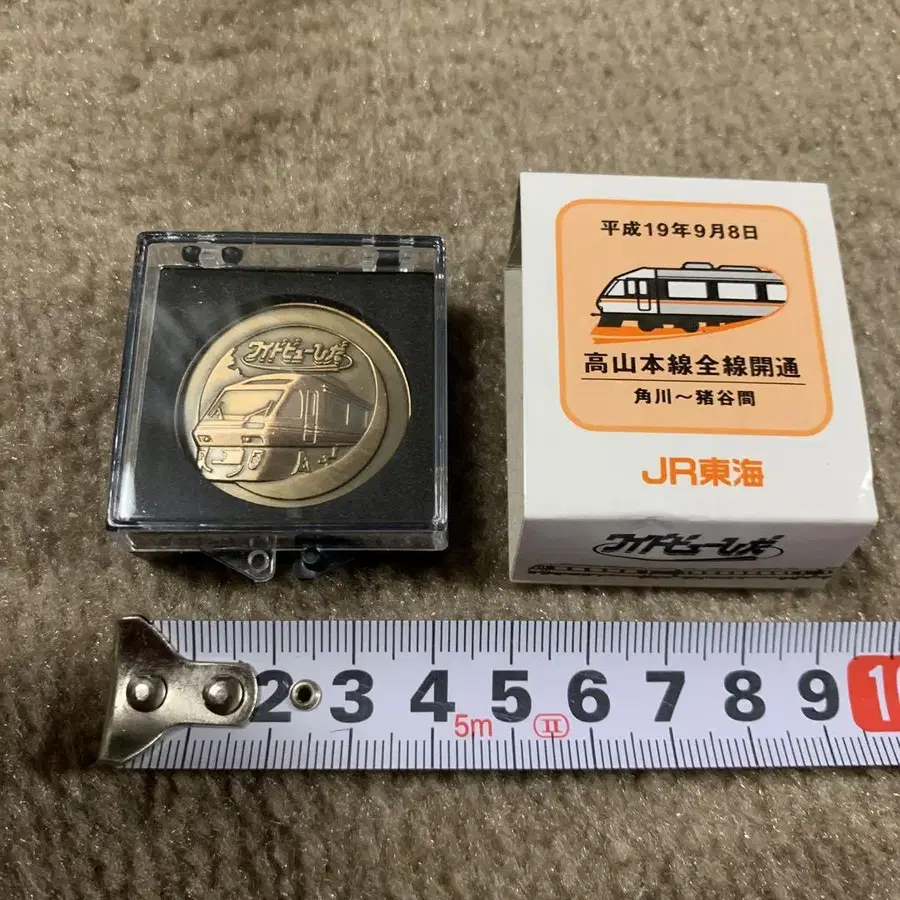 ワイドビューひだ
平成19年9月8日
高山本線全線開通
角川〜猪谷間
JR東海
ワイドビューひだ
2 3 4 5 6 7 8 9 10
5m Ⅱ